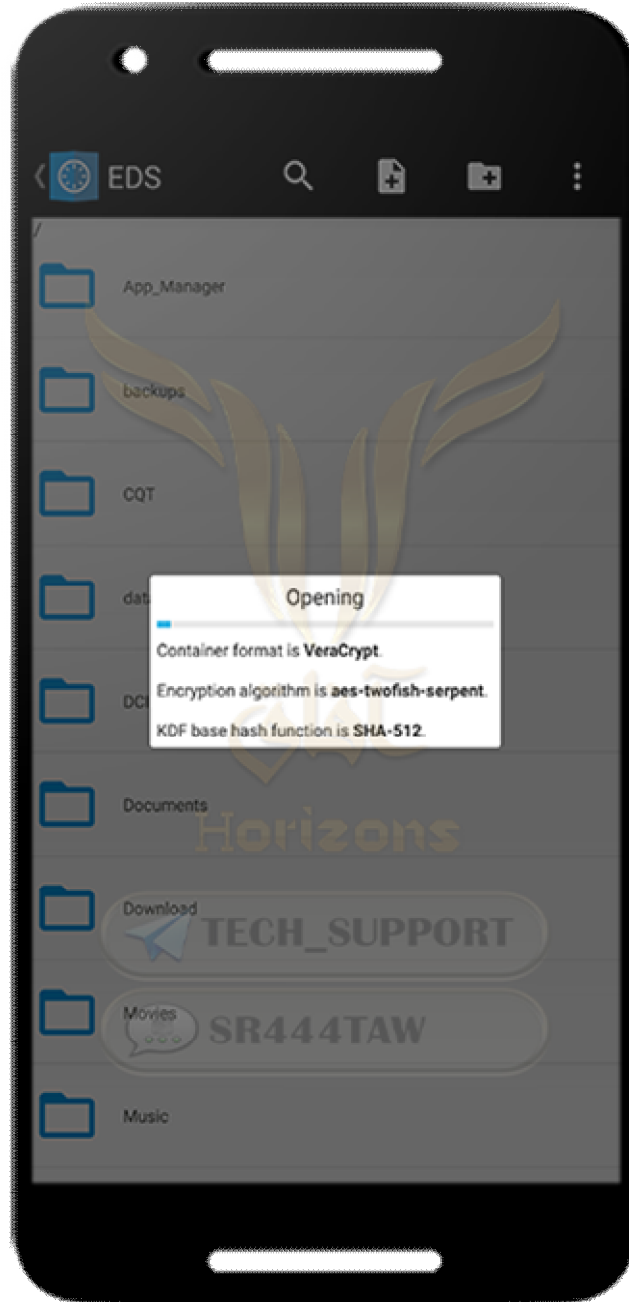 EDS
/
App_Manager
backups
CQT
data
Opening
Container format is VeraCrypt.
Encryption algorithm is aes-twofish-serpent.
KDF base hash function is SHA-512.
Documents
Horizons
Download
TECH_SUPPORT
Movies
SR444TAW
Music